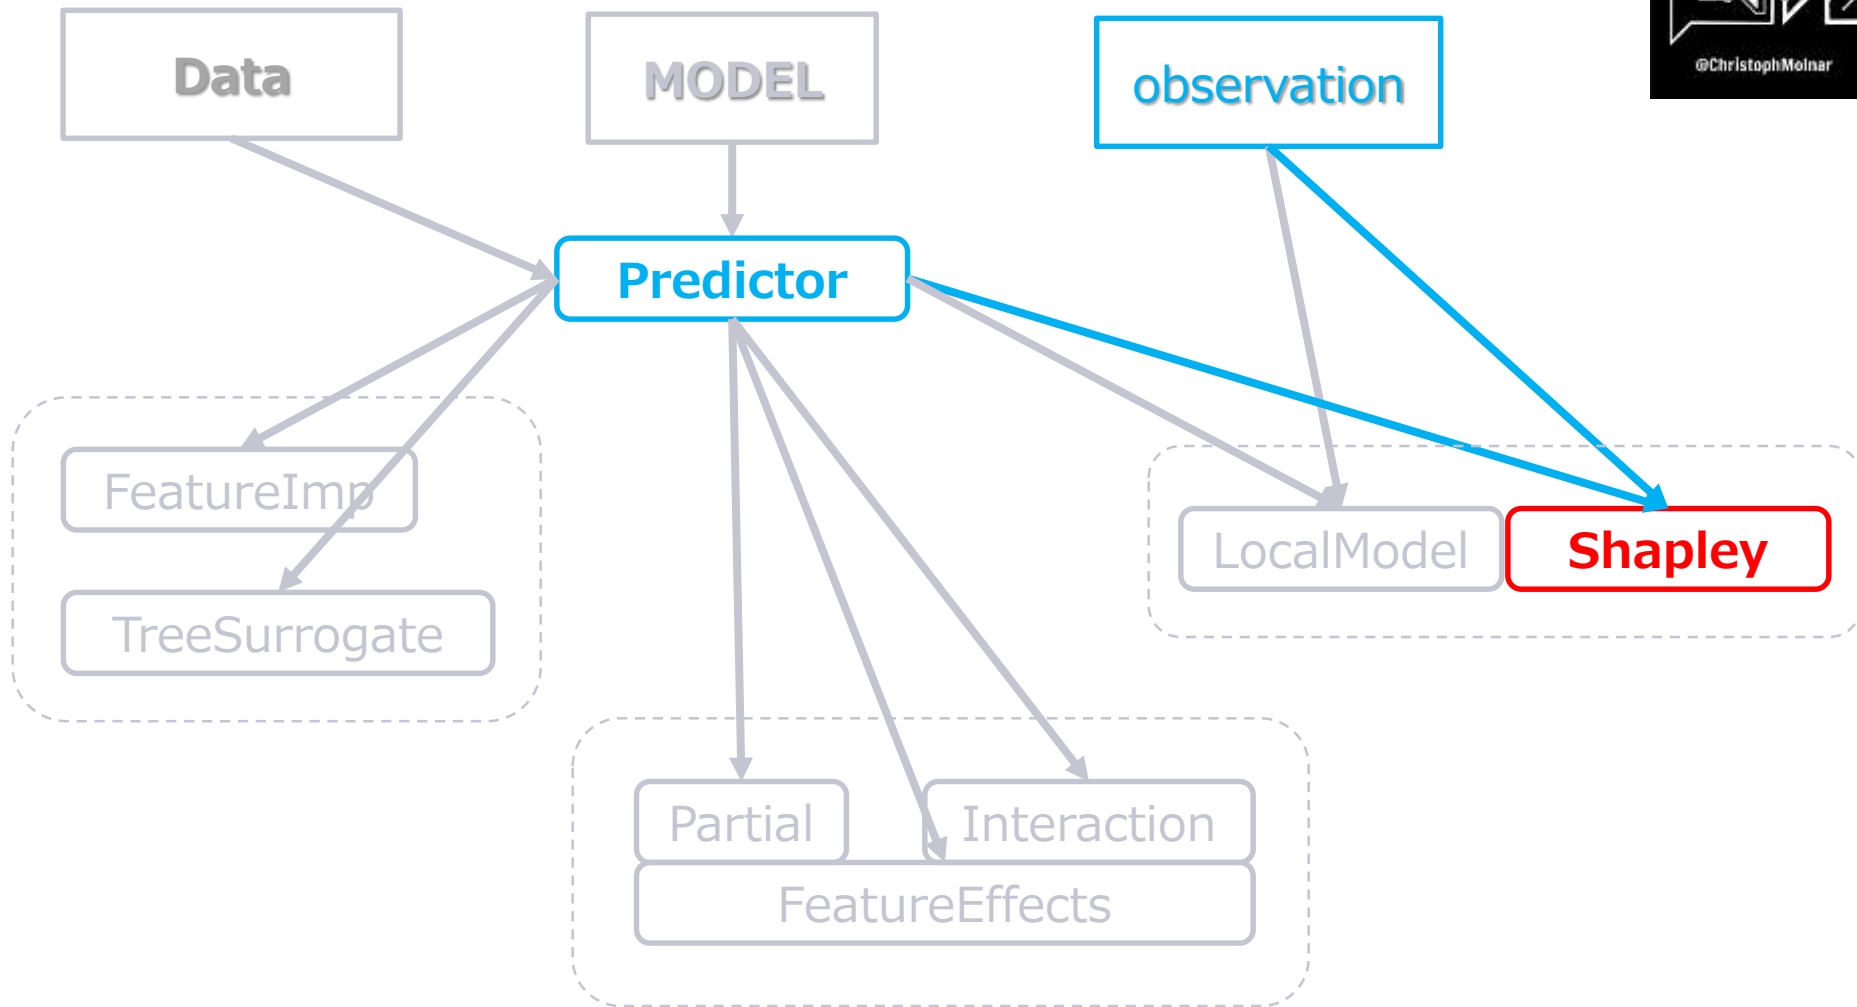 Data
MODEL
observation
@ChristophMolnar
Predictor
FeatureImp
TreeSurrogate
LocalModel
Shapley
Partial
Interaction
FeatureEffects